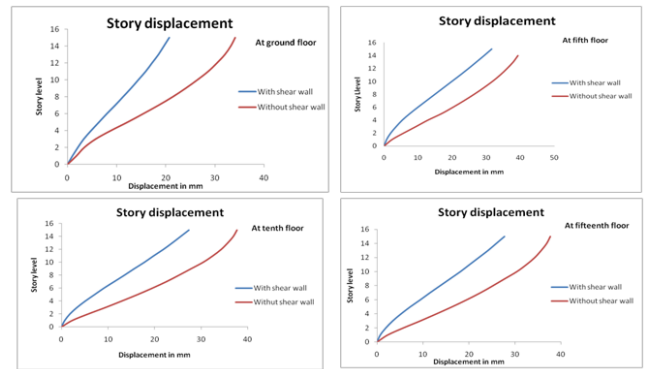 Story displacement
At ground floor
16
14
12
10
8
6
4
2
0
Story level
With shear wall
Without shear wall
0 10 20 30 40
Displacement in mm
Story displacement
At fifth floor
16
14
12
10
8
6
4
2
0
Story Llevel
With shear wall
Without shear wall
0 10 20 30 40 50
Displacement in mm
Story displacement
At tenth floor
16
14
12
10
8
6
4
2
0
Story level
With shear wall
Withut shear wall
0 10 20 30 40
Displacement in mm
Story displacement
At fifteenth floor
16
14
12
10
8
6
4
2
0
Story level
With shear wall
Without shear wall
0 10 20 30 40
Displacement in mm